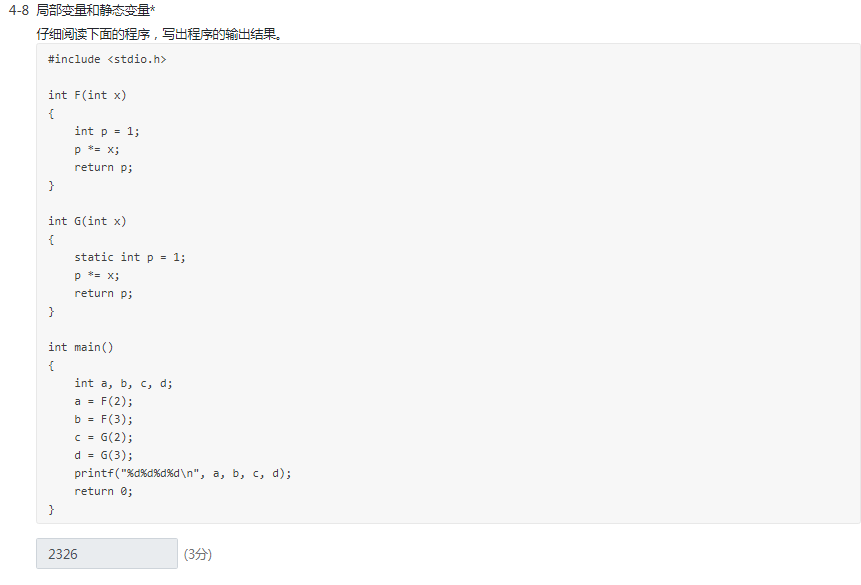 4-8 局部变量和静态变量*
仔细阅读下面的程序，写出程序的输出结果。
#include <stdio.h>
int F(int x)
{
    int p = 1;
    p *= x;
    return p;
}
int G(int x)
{
    static int p = 1;
    p *= x;
    return p;
}
int main()
{
    int a, b, c, d;
    a = F(2);
    b = F(3);
    c = G(2);
    d = G(3);
    printf("%d%d%d%d\n", a, b, c, d);
    return 0;
}
2326 (3分)